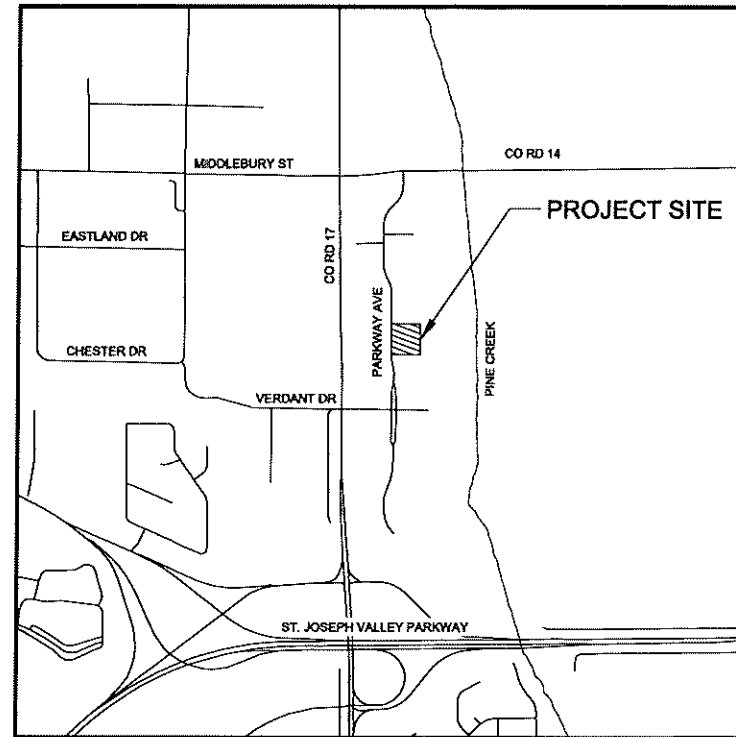 MIDDLEBURY ST
CO RD 14
PROJECT SITE
EASTLAND DR
CO RD 17
PARKWAY AVE
PINE CREEK
CHESTER DR
VERDANT DR
ST. JOSEPH VALLEY PARKWAY